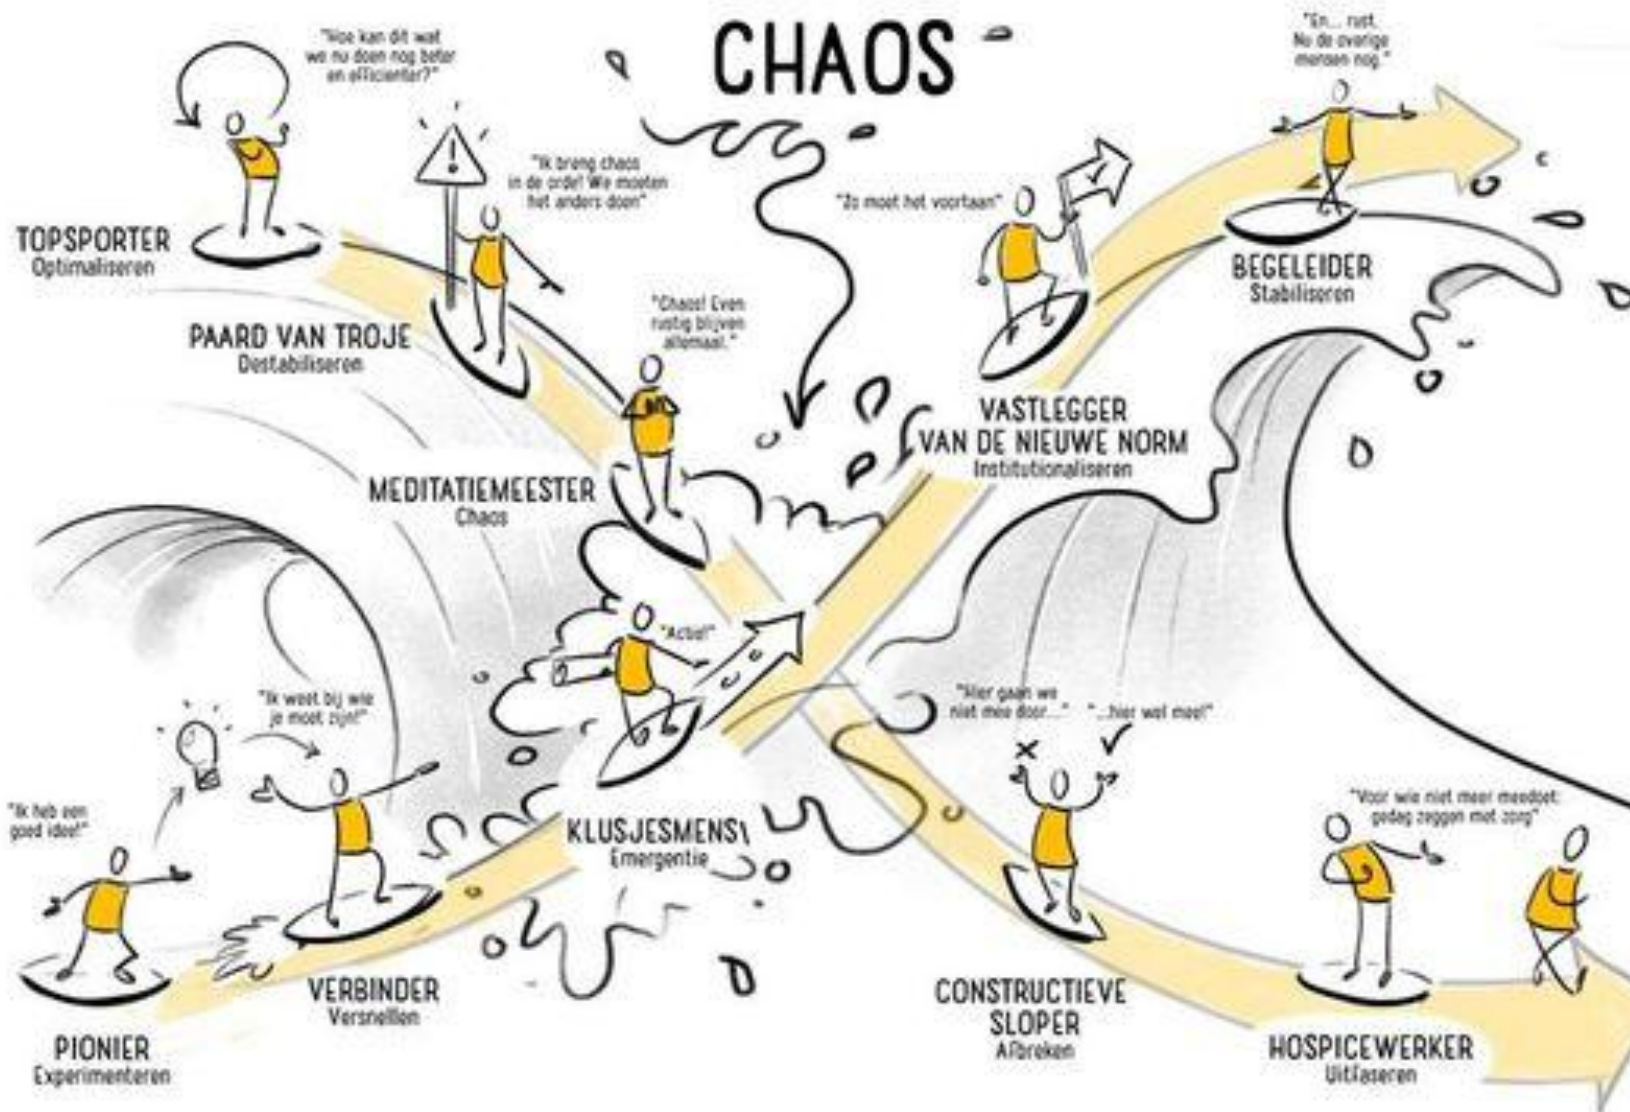 CHAOS
"Hoe kan dit wat
we nu doen nog beter
en efficienter?"
TOPSPORTER
Optimaliseren
"Ik breng chaos
in de orde! We moeten
het anders doen"
PAARD VAN TROJE
Destabiliseren
"Chaos! Even
rustig blijven
allemaal."
MEDITATIEMEESTER
Chaos
"Zo moet het voortaan"
VASTLEGGER
VAN DE NIEUWE NORM
Institutionaliseren
"En... rust.
Nu de overige
mensen nog."
BEGELEIDER
Stabiliseren
"Ik heb een
goed idee!"
PIONIER
Experimenteren
"Ik weet bij wie
je moet zijn!"
VERBINDER
Versnellen
"Actie!"
KLUSJESMENS
Emergentie
"Hier gaan we
niet mee door..."
"...hier wel mee!"
CONSTRUCTIEVE
SLOPER
Afbreken
"Voor wie niet meer meedoet:
gedag zeggen met zorg"
HOSPICEWERKER
Uitfaseren